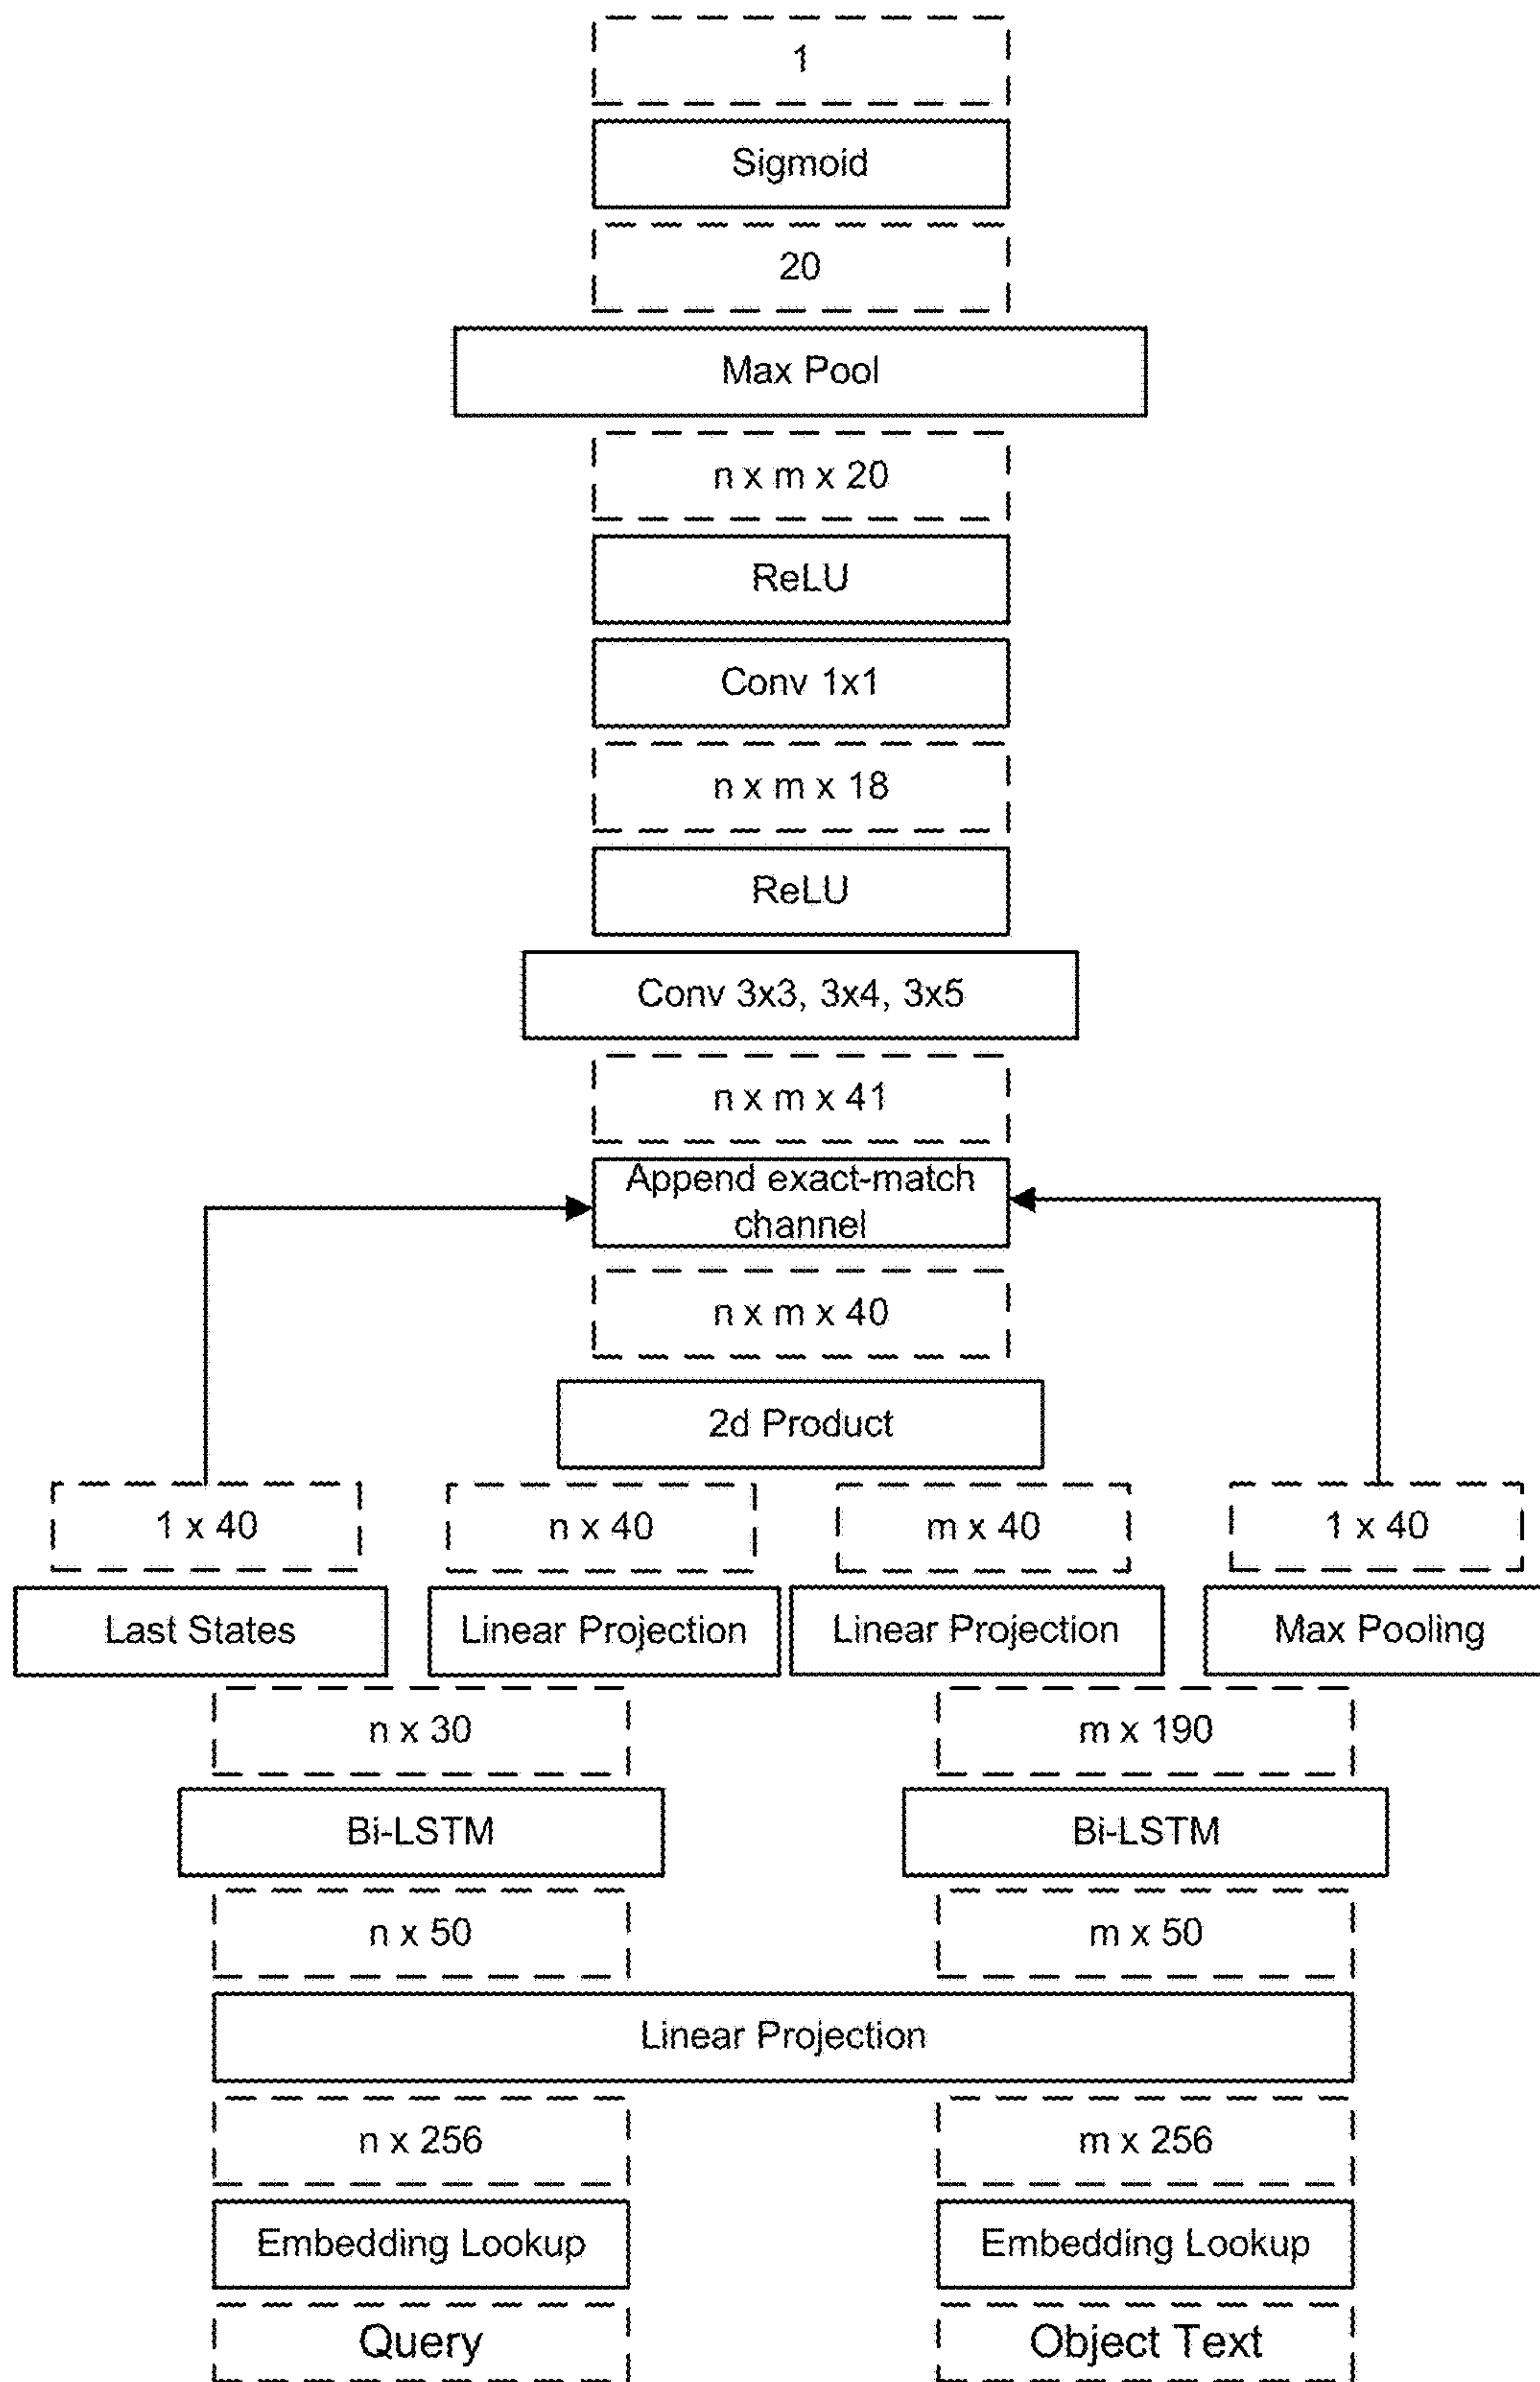 1
Sigmoid
20
Max Pool
n x m x 20
ReLU
Conv 1x1
n x m x 18
ReLU
Conv 3x3, 3x4, 3x5
n x m x 41
Append exact-match
channel
n x m x 40
2d Product
1 x 40
n x 40
m x 40
1 x 40
Last States
Linear Projection
Linear Projection
Max Pooling
n x 30
m x 190
Bi-LSTM
Bi-LSTM
n x 50
m x 50
Linear Projection
n x 256
m x 256
Embedding Lookup
Embedding Lookup
Query
Object Text